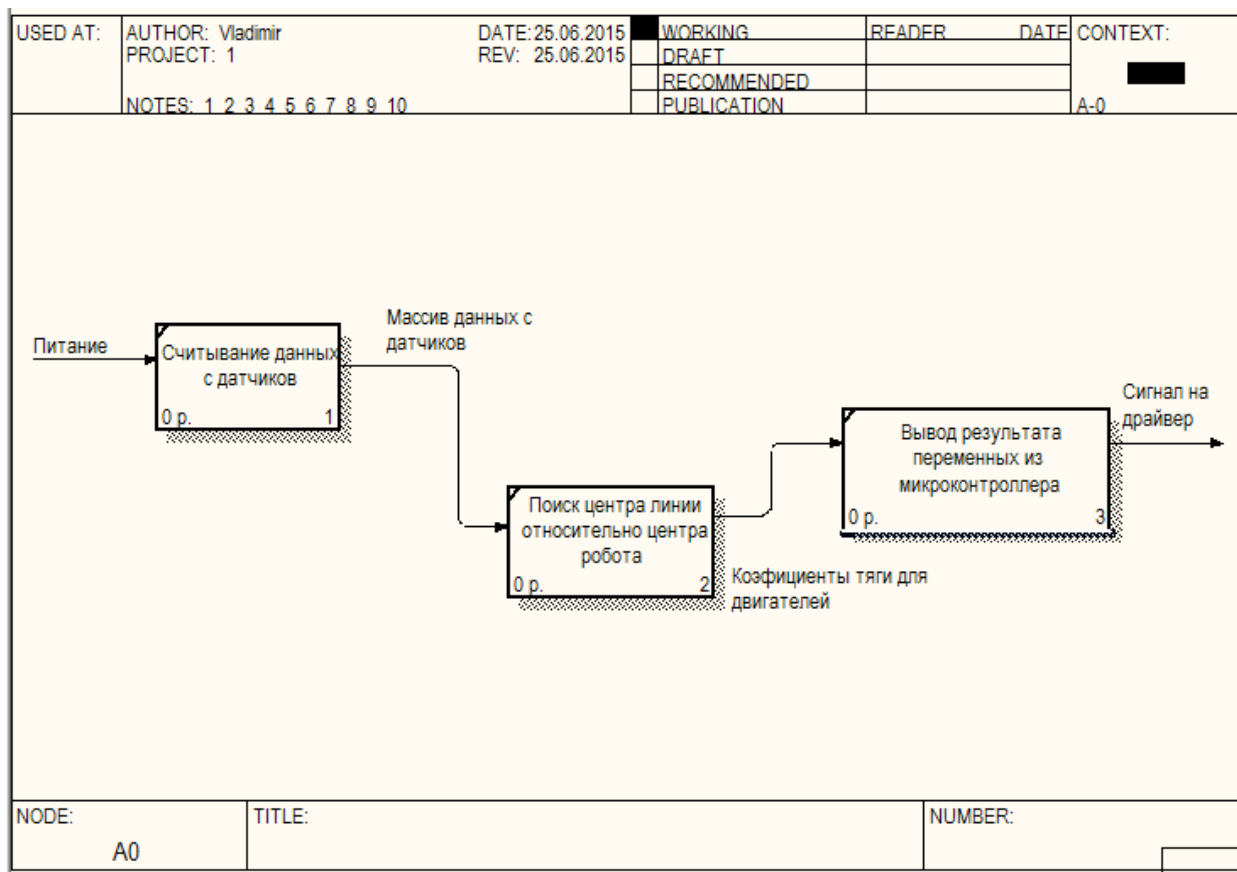 USED AT:
AUTHOR: Vladimir
DATE: 25.06.2015
PROJECT: 1
REV: 25.06.2015
NOTES: 1 2 3 4 5 6 7 8 9 10
WORKING
DRAFT
RECOMMENDED
PUBLICATION
READER
DATE
CONTEXT:
A-0
Питание
Считывание данных
с датчиков
0 р.
1
Массив данных с
датчиков
Поиск центра линии
относительно центра
робота
0 р.
2
Коэфициенты тяги для
двигателей
Вывод результата
переменных из
микроконтроллера
0 р.
3
Сигнал на
драйвер
NODE:
A0
TITLE:
NUMBER: